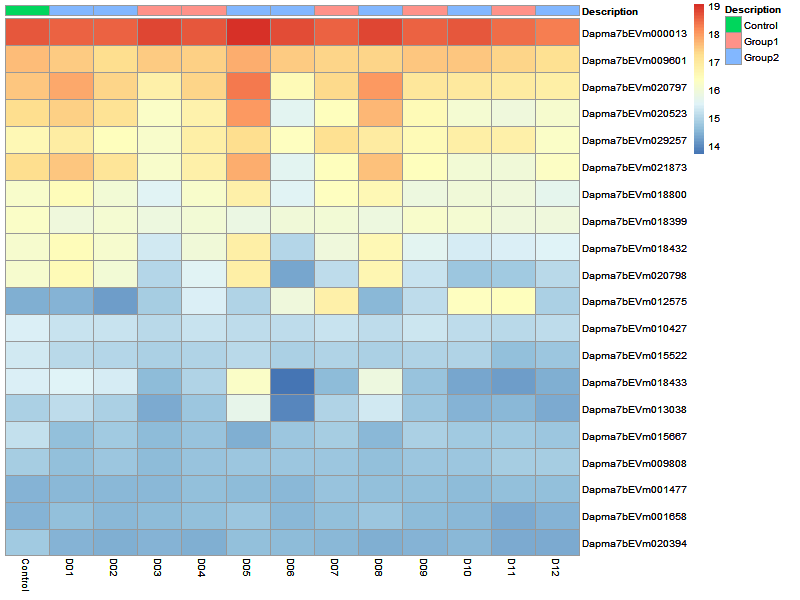 Description
Dapma7bEVm000013
Dapma7bEVm009601
Dapma7bEVm020797
Dapma7bEVm020523
Dapma7bEVm029257
Dapma7bEVm021873
Dapma7bEVm018800
Dapma7bEVm018399
Dapma7bEVm018432
Dapma7bEVm020798
Dapma7bEVm012575
Dapma7bEVm010427
Dapma7bEVm015522
Dapma7bEVm018433
Dapma7bEVm013038
Dapma7bEVm015667
Dapma7bEVm009808
Dapma7bEVm001477
Dapma7bEVm001658
Dapma7bEVm020394
Control
D01
D02
D03
D04
D05
D06
D07
D08
D09
D10
D11
D12
19
18
17
16
15
14
Description
Control
Group1
Group2